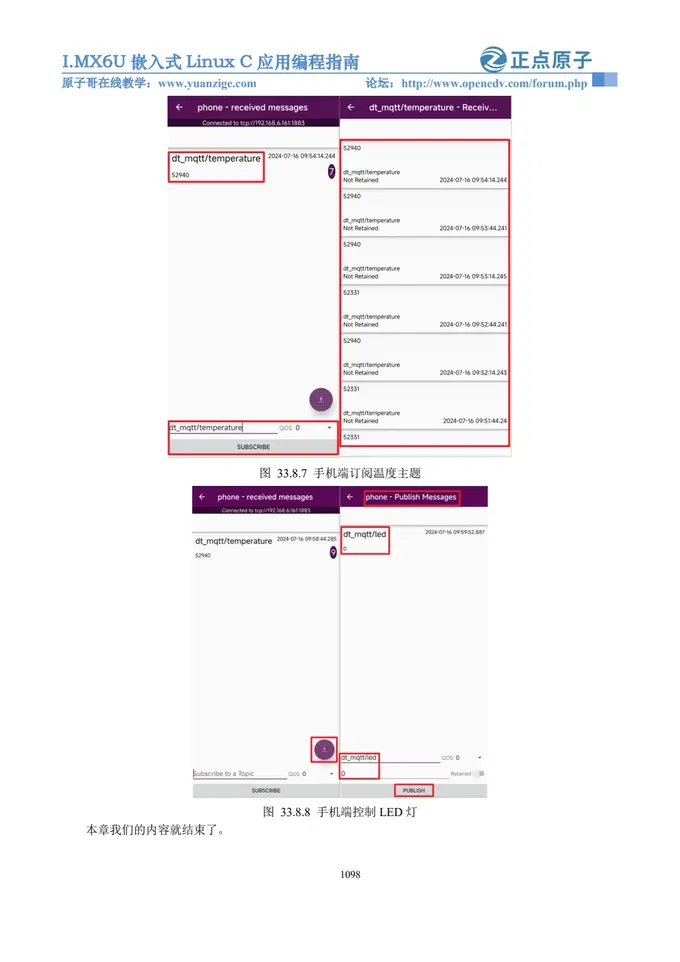 I.MX6U 嵌入式 Linux C 应用编程指南
正点原子
原子哥在线教学：www.yuanzige.com
论坛：http://www.openedv.com/forum.php
phone - received messages
Connected to tcp://192.168.6.161:1883
dt_mqtt/temperature
2024-07-16 09:54:14.244
52940
7
dt_mqtt/temperature
QOS 0
SUBSCRIBE
dt_mqtt/temperature - Receiv...
52940
dt_mqtt/temperature
Not Retained
2024-07-16 09:54:14.244
52940
dt_mqtt/temperature
Not Retained
2024-07-16 09:53:44.241
52940
dt_mqtt/temperature
Not Retained
2024-07-16 09:53:14.245
52331
dt_mqtt/temperature
Not Retained
2024-07-16 09:52:44.241
52940
dt_mqtt/temperature
Not Retained
2024-07-16 09:52:14.243
52331
dt_mqtt/temperature
Not Retained
2024-07-16 09:51:44.24
52331
图 33.8.7 手机端订阅温度主题
phone - received messages
Connected to tcp://192.168.6.161:1883
dt_mqtt/temperature
2024-07-16 09:58:44.285
52940
9
Subscribe to a Topic
QOS 0
SUBSCRIBE
phone - Publish Messages
dt_mqtt/led
2024-07-16 09:59:52.887
0
dt_mqtt/led
QOS 0
0
Retained
PUBLISH
图 33.8.8 手机端控制 LED 灯
本章我们的内容就结束了。
1098